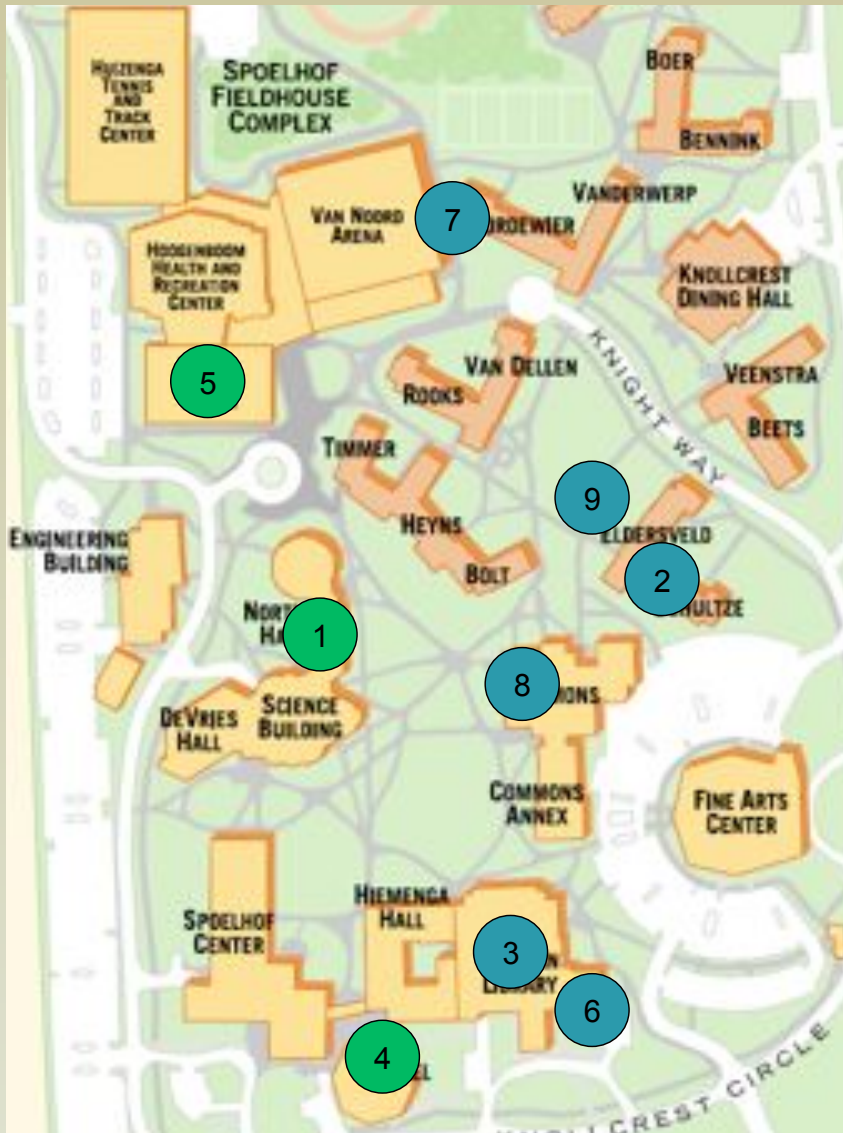 HUIZENGA
TENNIS
AND
TRACK
CENTER
SPOELHOF
FIELDHOUSE
COMPLEX
BOER
BENNINK
VANDERWERP
VAN NOORD
ARENA
7
HOOGENBOOM
HEALTH AND
RECREATION
CENTER
KNOLLCREST
DINING HALL
KNIGHT WAY
5
VAN DELLEN
ROOKS
VEENSTRA
BEETS
TIMMER
HEYNS
BOLT
9
ELDERSVELD
2
ENGINEERING
BUILDING
1
8
DEVRIES
HALL
SCIENCE
BUILDING
COMMONS
ANNEX
FINE ARTS
CENTER
HIEMENGA
HALL
SPOELHOF
CENTER
3
LIBRARY
6
4
KNOLLCREST CIRCLE